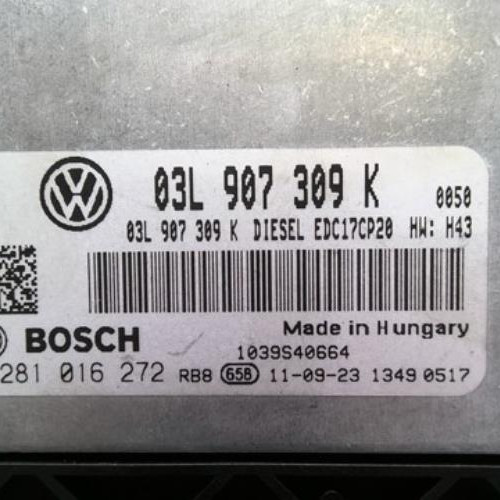 03L 907 309 K 0050
03L 907 309 K DIESEL EDC17CP20 HW: H43
Made in Hungary
BOSCH
1039S40664
281 016 272 RB8 658 11-09-23 1349 0517